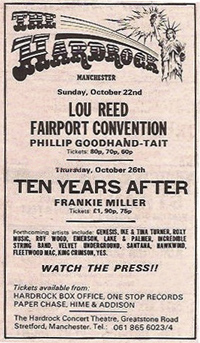 THE
HARDROCK
MANCHESTER
Sunday, October 22nd
LOU REED
FAIRPORT CONVENTION
PHILLIP GOODHAND-TAIT
Tickets: 80p, 70p, 60p
Thursday, October 26th
TEN YEARS AFTER
FRANKIE MILLER
Tickets: £1, 90p, 75p
Forthcoming artists include: GENESIS, IKE & TINA TURNER, ROXY
MUSIC, ROY WOOD, EMERSON, LAKE & PALMER, INCREDIBLE
STRING BAND, VELVET UNDERGROUND, SANTANA, HAWKWIND,
FLEETWOOD MAC, KING CRIMSON, YES.
WATCH THE PRESS!!
Tickets available from:
HARDROCK BOX OFFICE, ONE STOP RECORDS
PAPER CHASE, HIME & ADDISON
The Hardrock Concert Theatre, Greatstone Road
Stretford, Manchester. Tel.: 061 865 6023/4